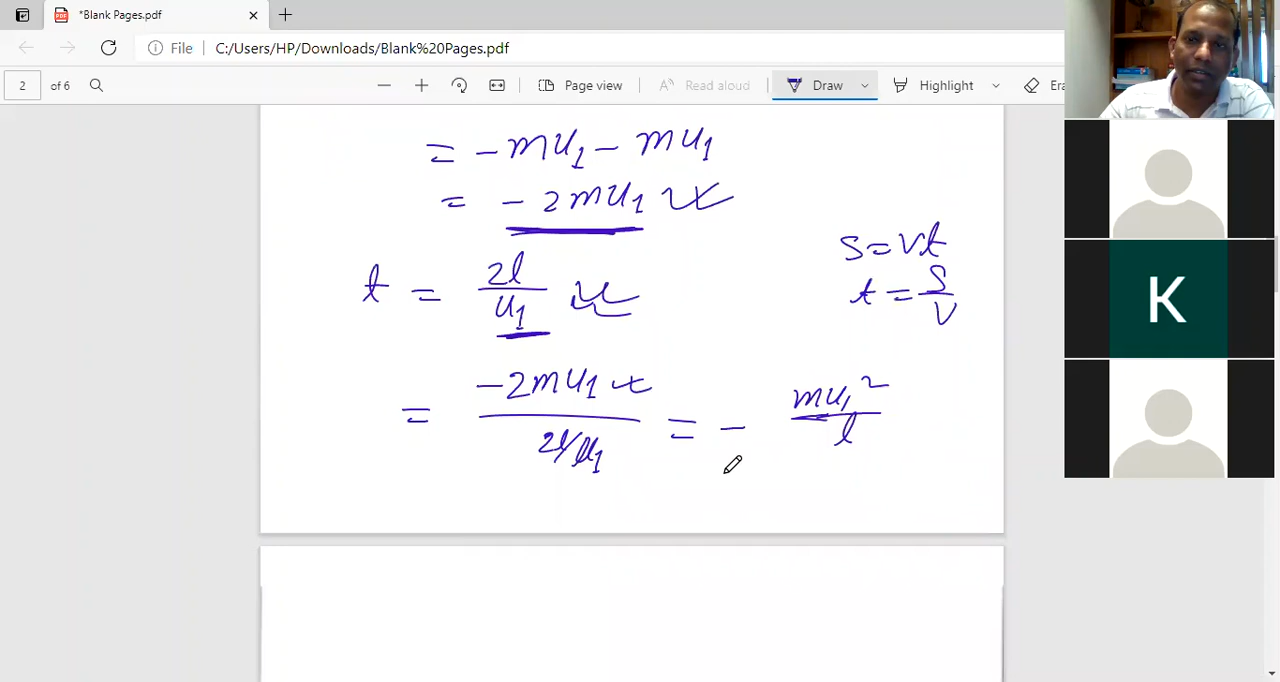 *Blank Pages.pdf
File C:/Users/HP/Downloads/Blank%20Pages.pdf
2 of 6 Page view Read aloud Draw Highlight Era
= -mu₁ - mu₁
= -2mu₁
t = 2l/u₁
s = vt
t = s/v
= -2mu₁ / 2l/u₁ = - mu₁²/l
K